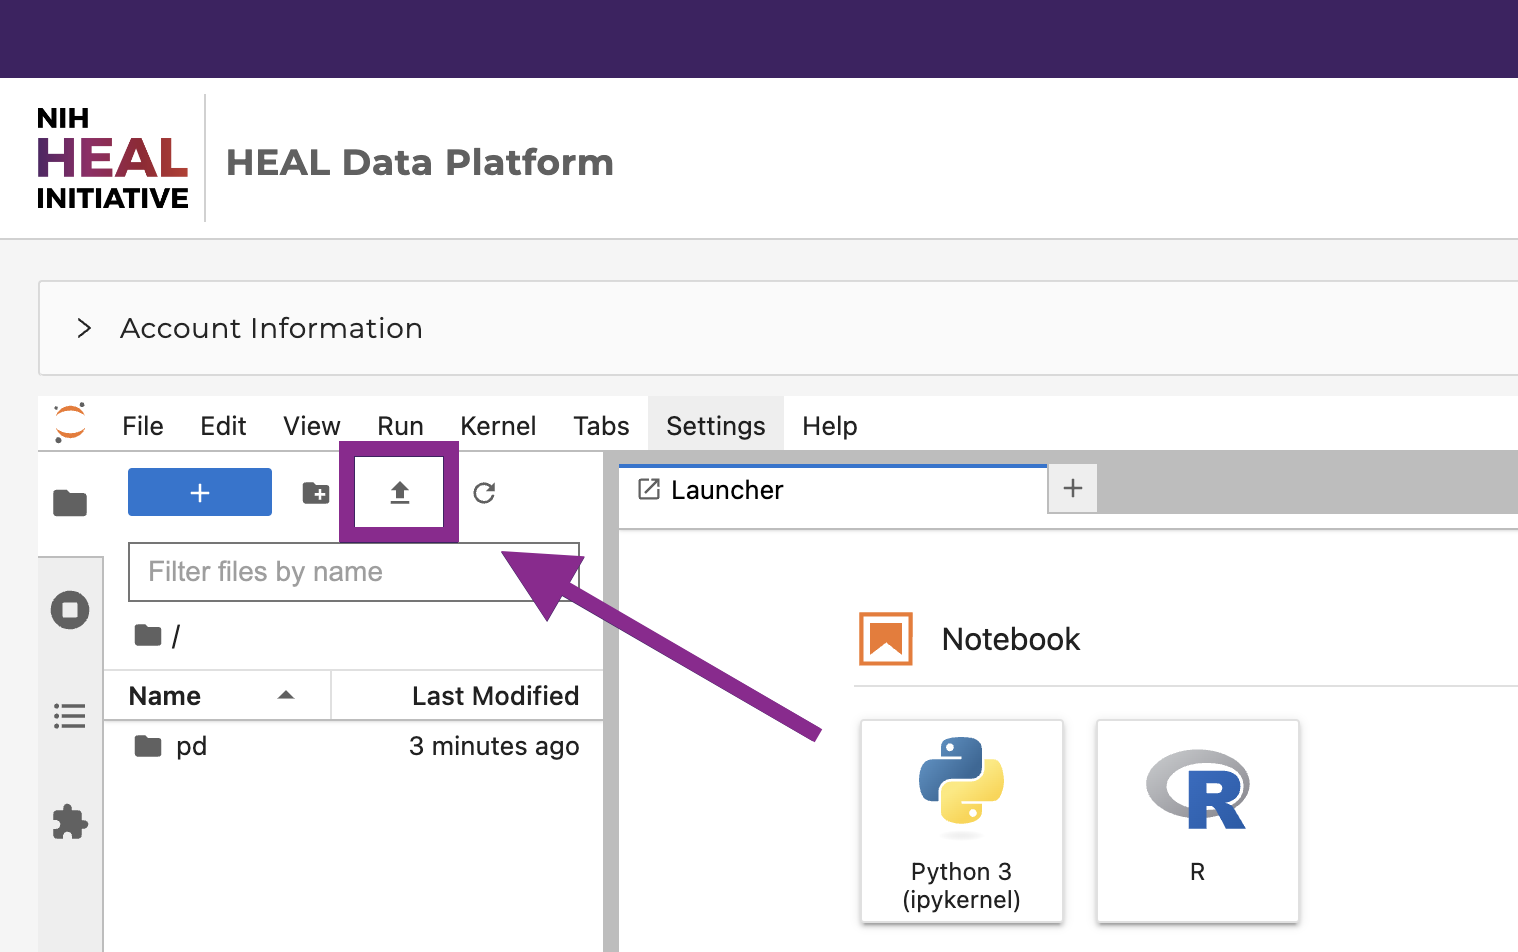 NIH
HEAL
INITIATIVE
HEAL Data Platform
Account Information
File Edit View Run Kernel Tabs Settings Help
Launcher
Filter files by name
/
Name Last Modified
pd 3 minutes ago
Notebook
Python 3
(ipykernel)
R
R